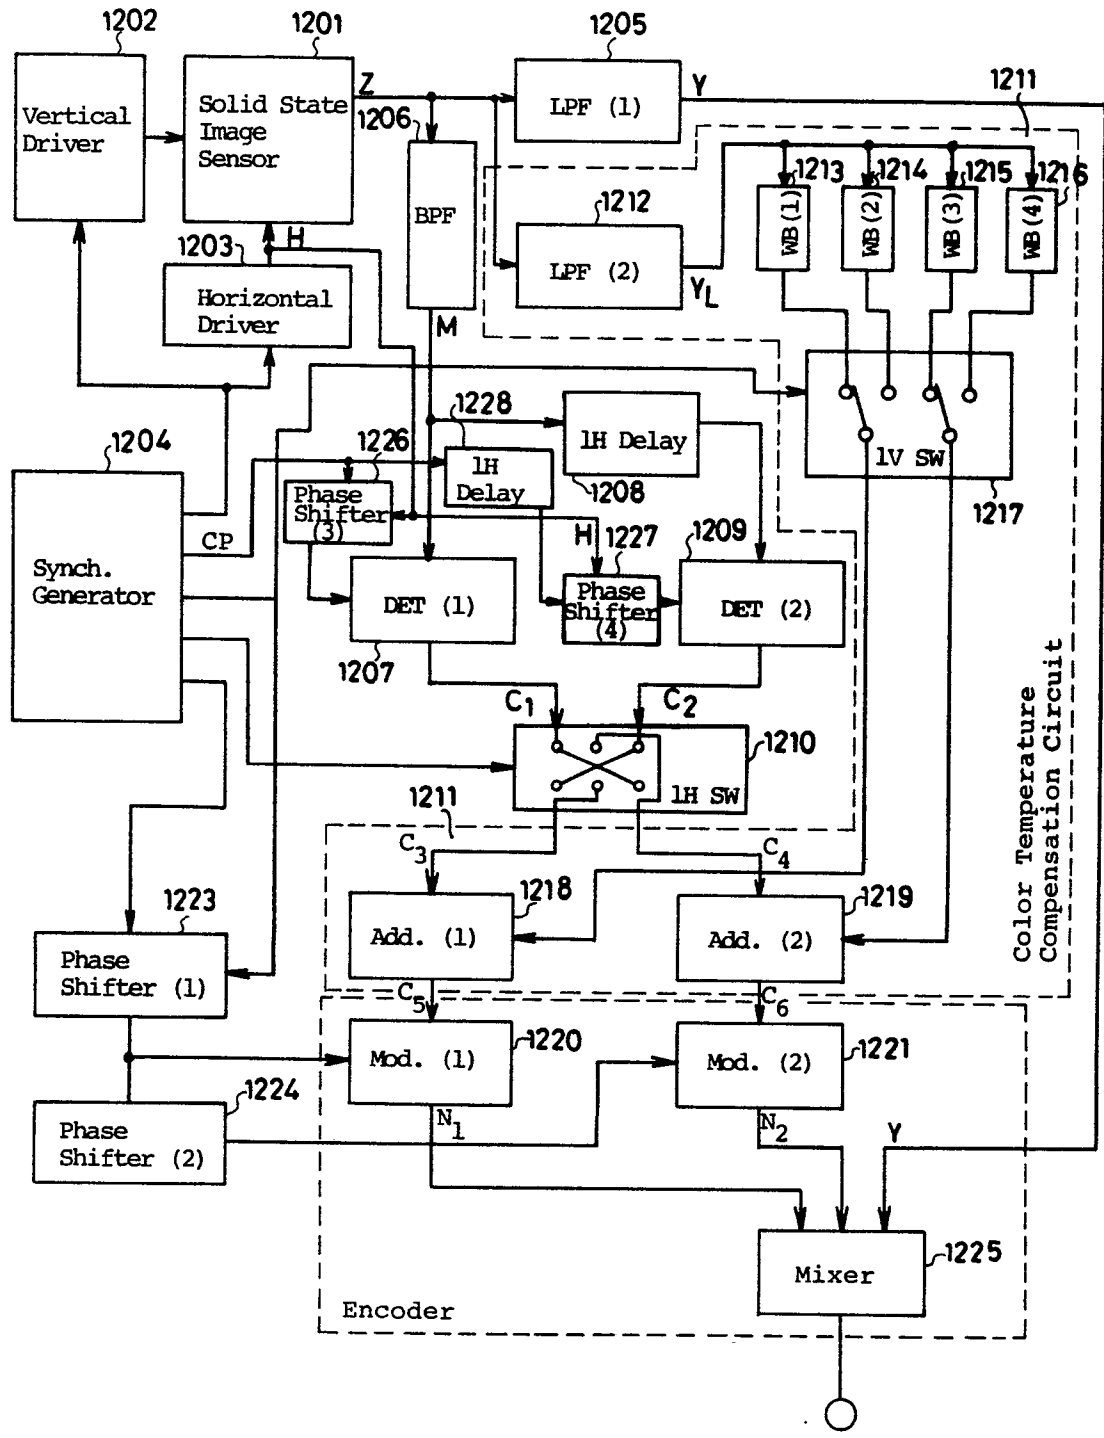 1202
1201
1205
Vertical
Driver
Solid State
Image
Sensor
Z
1206
LPF (1)
Y
1211
BPF
1212
LPF (2)
YL
1213
1214
1215
1216
WB(1)
WB(2)
WB(3)
WB(4)
1203
H
Horizontal
Driver
M
1204
1226
1228
1H
Delay
1H Delay
1208
1V SW
1217
Phase
Shifter
(3)
CP
Synch.
Generator
H
1227
1209
DET (1)
Phase
Shifter
(4)
DET (2)
1207
C1
C2
1210
1H SW
1211
C3
C4
Color Temperature
Compensation Circuit
1218
1219
1223
Add. (1)
Add. (2)
Phase
Shifter (1)
C5
C6
1220
1221
Mod. (1)
Mod. (2)
1224
Phase
Shifter (2)
N1
N2
Y
1225
Mixer
Encoder